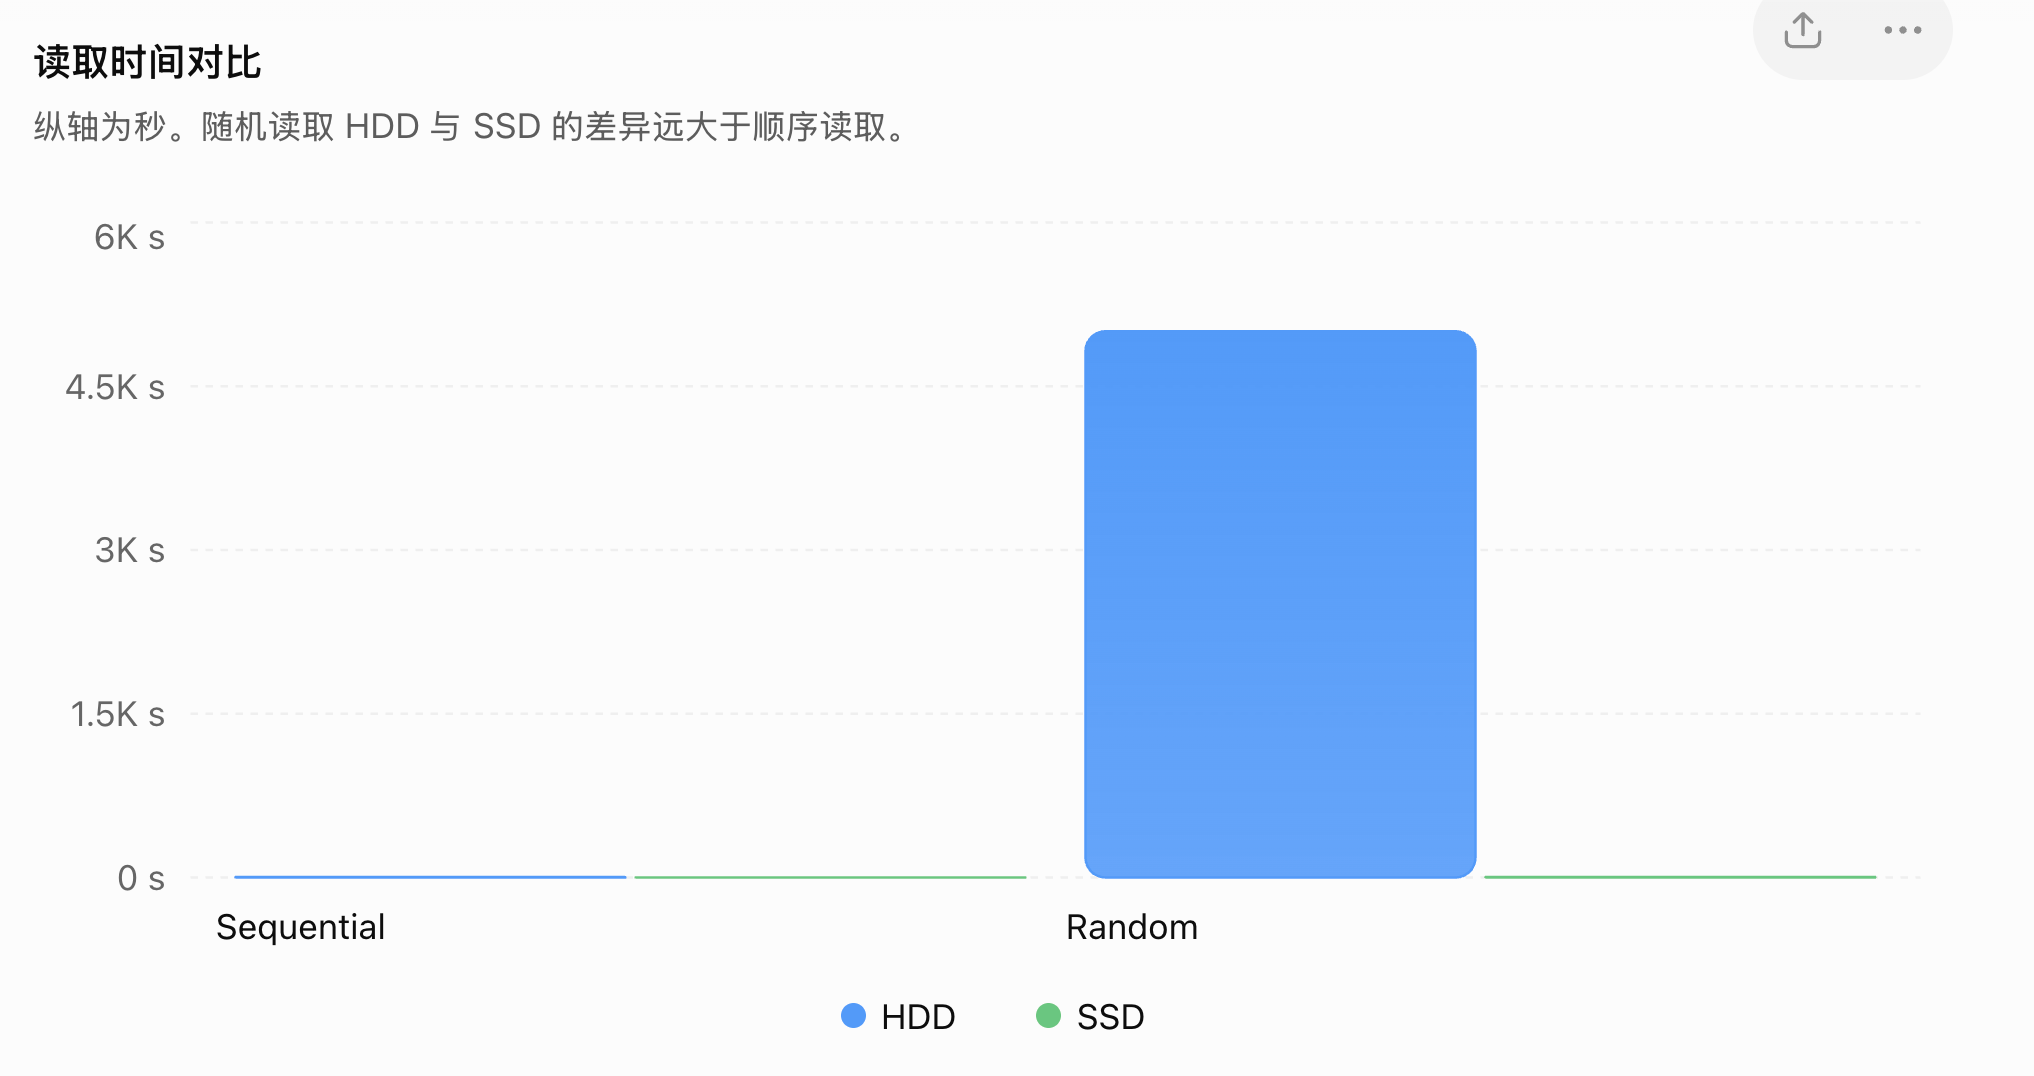 读取时间对比
纵轴为秒。随机读取 HDD 与 SSD 的差异远大于顺序读取。
6K s
4.5K s
3K s
1.5K s
0 s
Sequential
Random
HDD
SSD